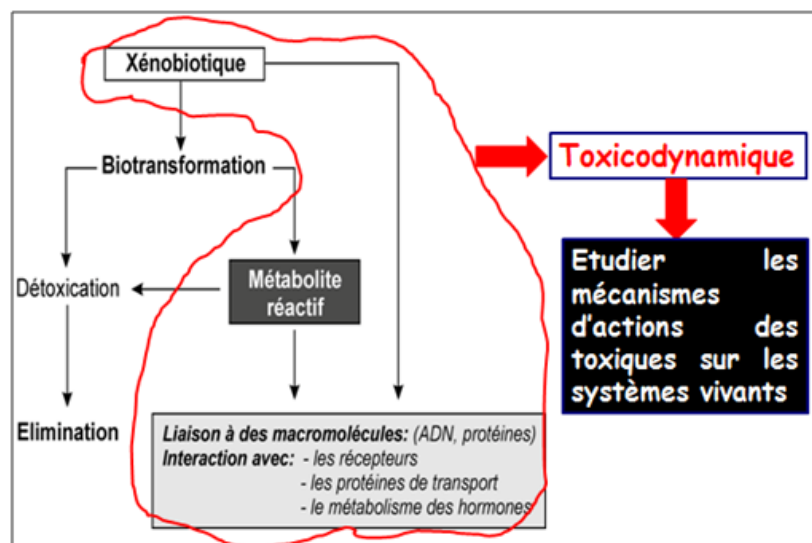 Xénobiotique
Biotransformation
Détoxication
Métabolite
réactif
Elimination
Liaison à des macromolécules: (ADN, protéines)
Interaction avec: - les récepteurs
- les protéines de transport
- le métabolisme des hormones
Toxicodynamique
Etudier les
mécanismes
d'actions des
toxiques sur les
systèmes vivants